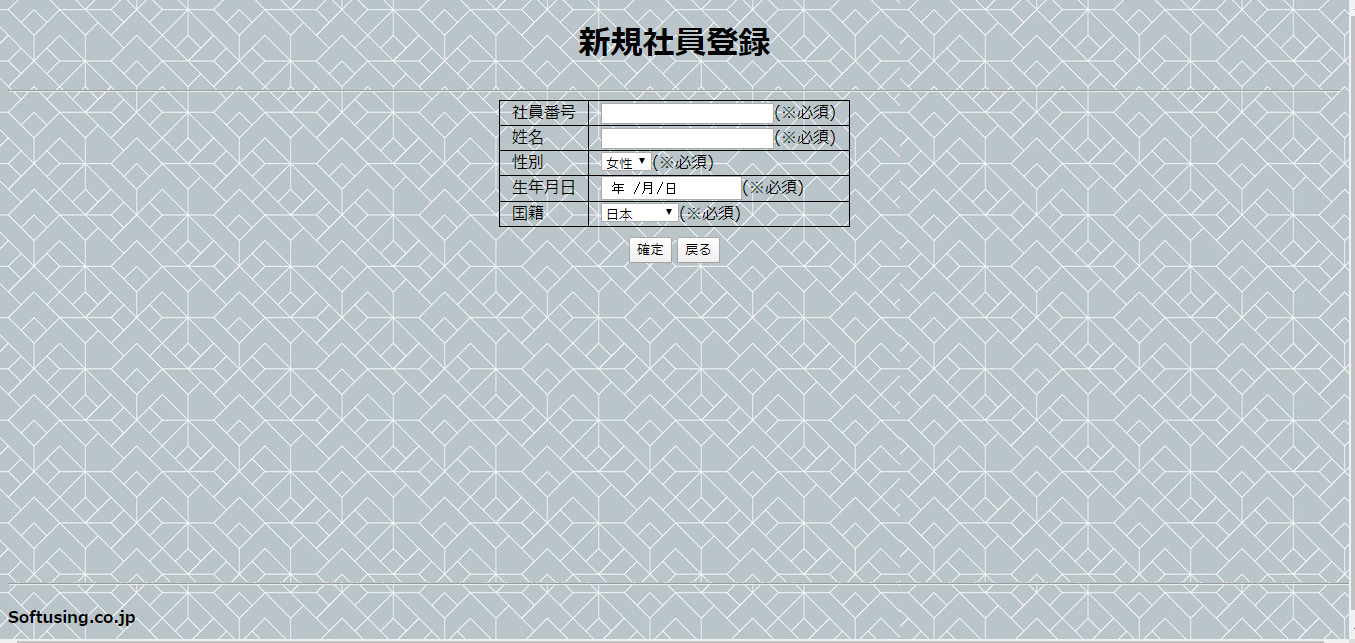 新規社員登録
社員番号 (※必須)
姓名 (※必須)
性別 女性 (※必須)
生年月日 年 /月/日 (※必須)
国籍 日本 (※必須)
確定 戻る
Softusing.co.jp